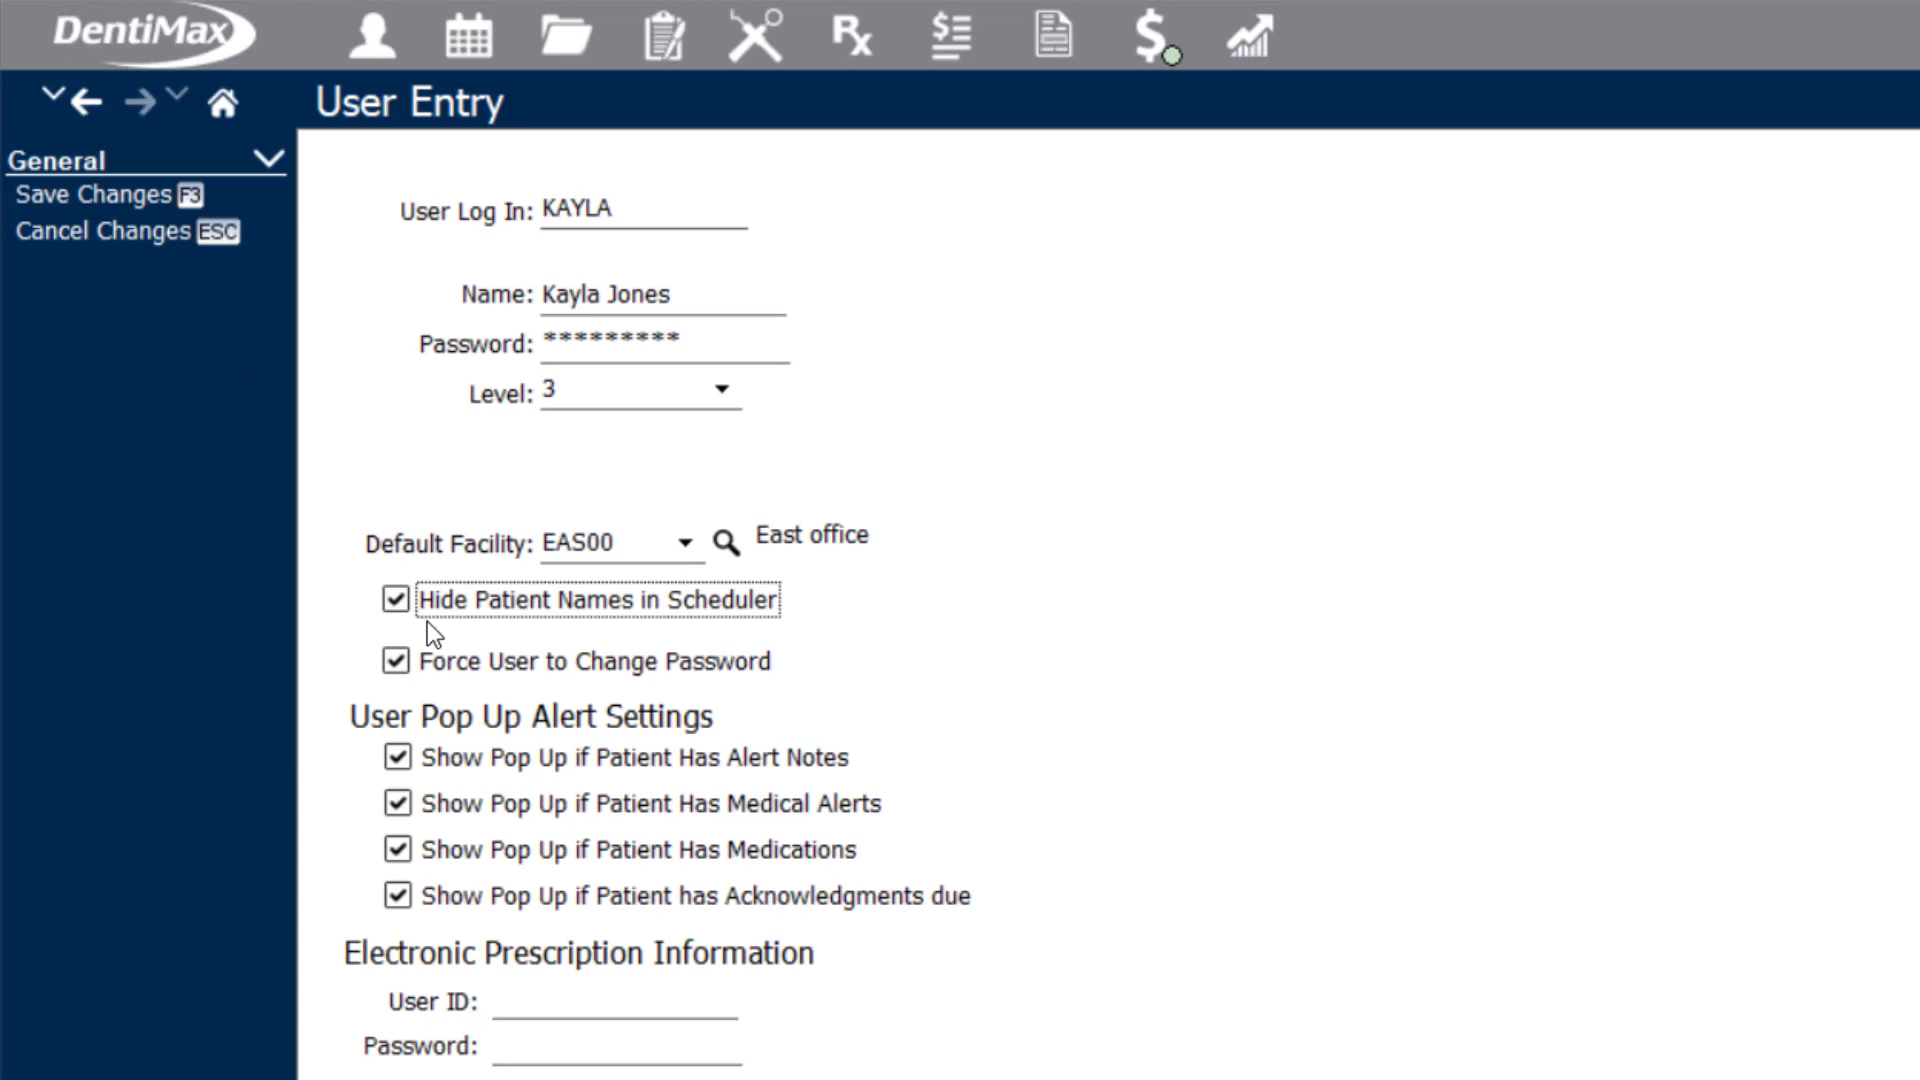 DentiMax
Rx
$
$
User Entry
General
Save Changes F3
Cancel Changes ESC
User Log In: KAYLA
Name: Kayla Jones
Password: *********
Level: 3
Default Facility: EAS00 East office
Hide Patient Names in Scheduler
Force User to Change Password
User Pop Up Alert Settings
Show Pop Up if Patient Has Alert Notes
Show Pop Up if Patient Has Medical Alerts
Show Pop Up if Patient Has Medications
Show Pop Up if Patient has Acknowledgments due
Electronic Prescription Information
User ID:
Password: